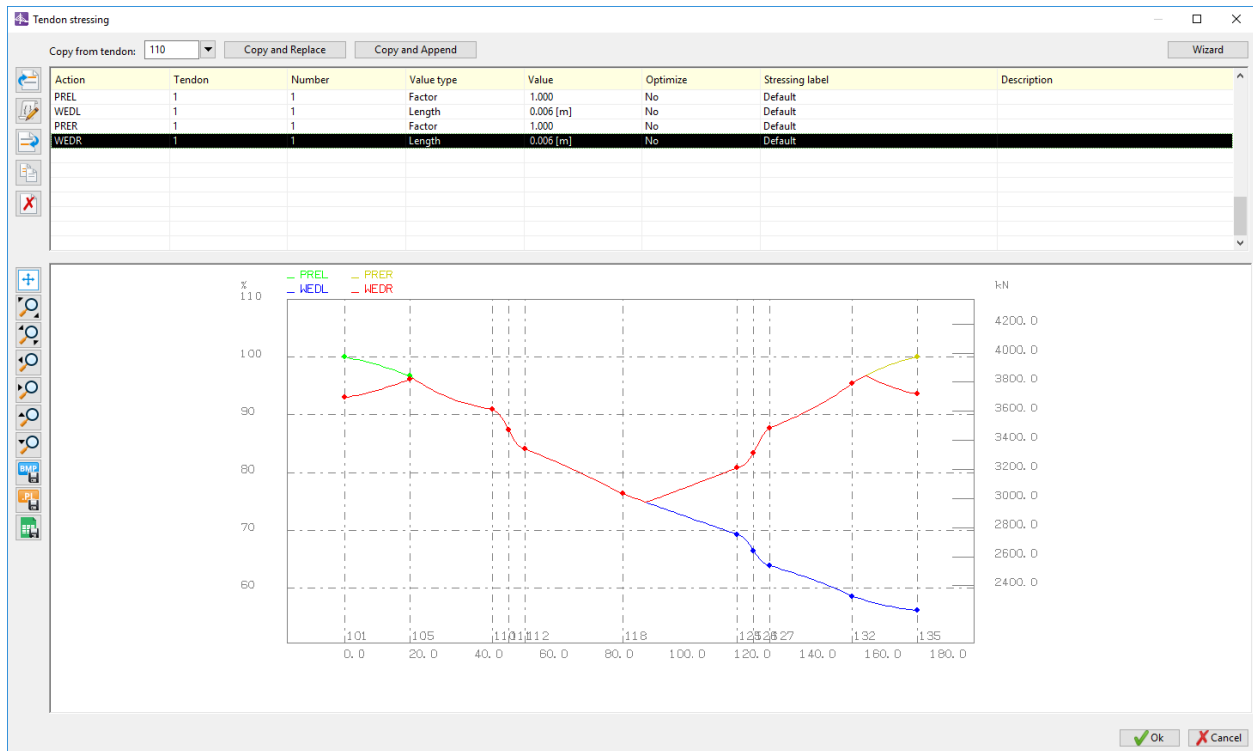 Tendon stressing
Copy from tendon: 110 Copy and Replace Copy and Append Wizard
Action Tendon Number Value type Value Optimize Stressing label Description
PREL 1 1 Factor 1.000 No Default
WEDL 1 1 Length 0.006 [m] No Default
PRER 1 1 Factor 1.000 No Default
WEDR 1 1 Length 0.006 [m] No Default
PREL PRER
WEDL WEDR
% kN
110
4200.0
100 4000.0
3800.0
90 3600.0
3400.0
80 3200.0
3000.0
70 2800.0
2600.0
60 2400.0
101 105 112 118 132 135
0.0 20.0 40.0 60.0 80.0 100.0 120.0 140.0 160.0 180.0
BMP
PL
Ok Cancel